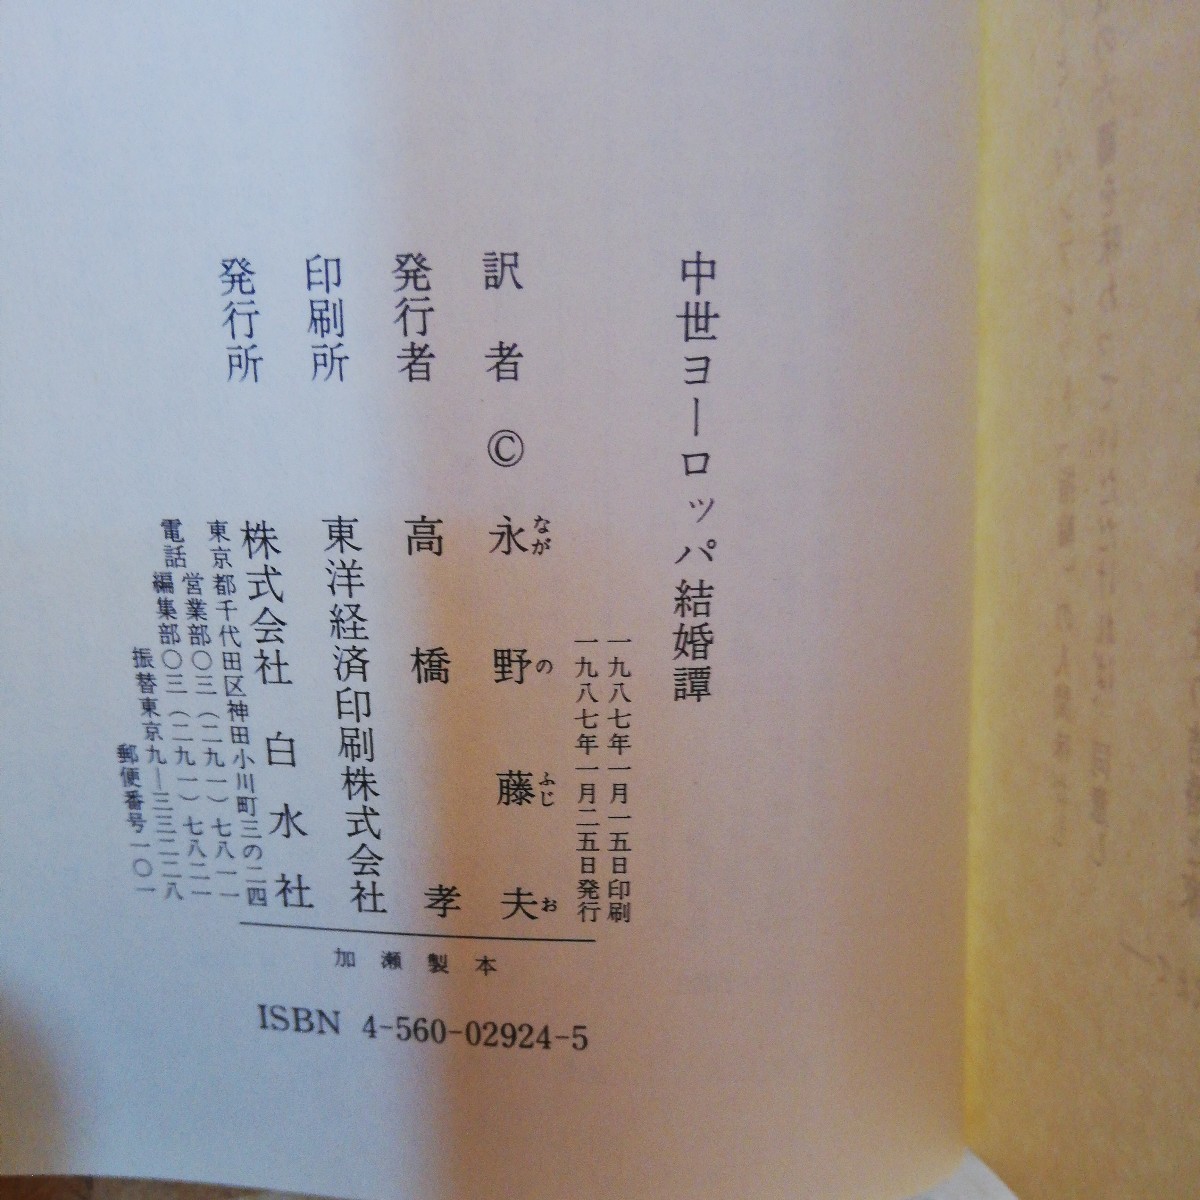 中世ヨーロッパ結婚譚
一九八七年一月一五日印刷
一九八七年一月二五日発行
訳者 © 永野藤夫
なが の ふじ お
発行者 高橋孝
印刷所 東洋経済印刷株式会社
発行所 株式会社白水社
東京都千代田区神田小川町三の二四
営業部〇三(二九一)七八一一
電話
編集部〇三(二九一)七八二一
振替東京九―三三二二八
郵便番号一〇一
加瀬製本
ISBN 4-560-02924-5